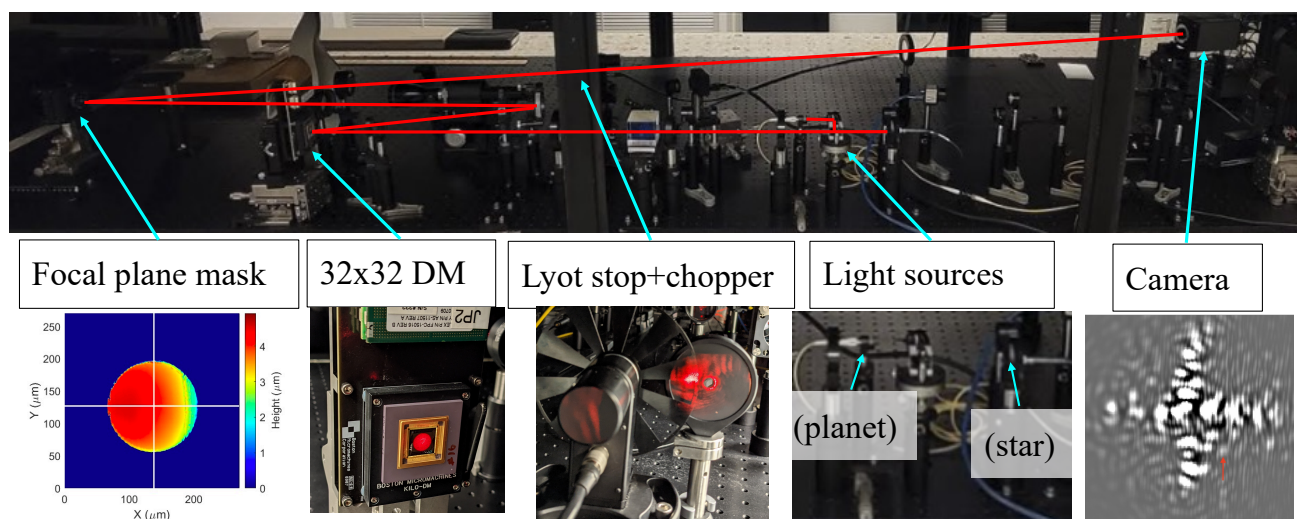 Focal plane mask
32x32 DM
Lyot stop+chopper
Light sources
Camera
250
200
150
100
50
0
Y (μm)
0
100
200
X (μm)
4
3
2
1
0
Height (μm)
JP2
BOSTON MICROMACHINES
KILO-DM
(planet)
(star)